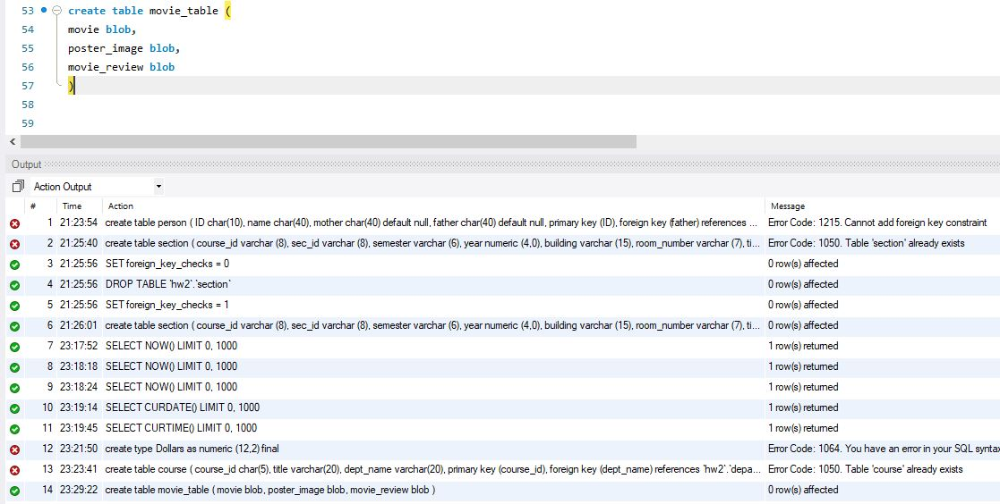 53 create table movie_table (
54 movie blob,
55 poster_image blob,
56 movie_review blob
57 )
58
59
Output
Action Output
# Time Action Message
1 21:23:54 create table person ( ID char(10), name char(40), mother char(40) default null, father char(40) default null, primary key (ID), foreign key (father) references ... Error Code: 1215. Cannot add foreign key constraint
2 21:25:40 create table section ( course_id varchar (8), sec_id varchar (8), semester varchar (6), year numeric (4,0), building varchar (15), room_number varchar (7), ti... Error Code: 1050. Table 'section' already exists
3 21:25:56 SET foreign_key_checks = 0 0 row(s) affected
4 21:25:56 DROP TABLE `hw2`.`section` 0 row(s) affected
5 21:25:56 SET foreign_key_checks = 1 0 row(s) affected
6 21:26:01 create table section ( course_id varchar (8), sec_id varchar (8), semester varchar (6), year numeric (4,0), building varchar (15), room_number varchar (7), ti... 0 row(s) affected
7 23:17:52 SELECT NOW() LIMIT 0, 1000 1 row(s) returned
8 23:18:18 SELECT NOW() LIMIT 0, 1000 1 row(s) returned
9 23:18:24 SELECT NOW() LIMIT 0, 1000 1 row(s) returned
10 23:19:14 SELECT CURDATE() LIMIT 0, 1000 1 row(s) returned
11 23:19:45 SELECT CURTIME() LIMIT 0, 1000 1 row(s) returned
12 23:21:50 create type Dollars as numeric (12,2) final Error Code: 1064. You have an error in your SQL syntax
13 23:23:41 create table course ( course_id char(5), title varchar(20), dept_name varchar(20), primary key (course_id), foreign key (dept_name) references `hw2`.`depa... Error Code: 1050. Table 'course' already exists
14 23:29:22 create table movie_table ( movie blob, poster_image blob, movie_review blob ) 0 row(s) affected